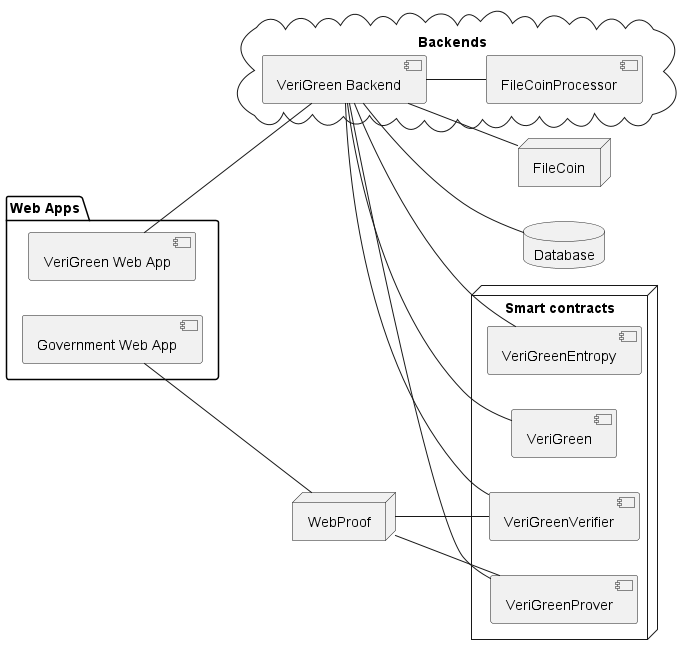 Backends
VeriGreen Backend
FileCoinProcessor
FileCoin
Web Apps
VeriGreen Web App
Database
Smart contracts
Government Web App
VeriGreenEntropy
VeriGreen
WebProof
VeriGreenVerifier
VeriGreenProver